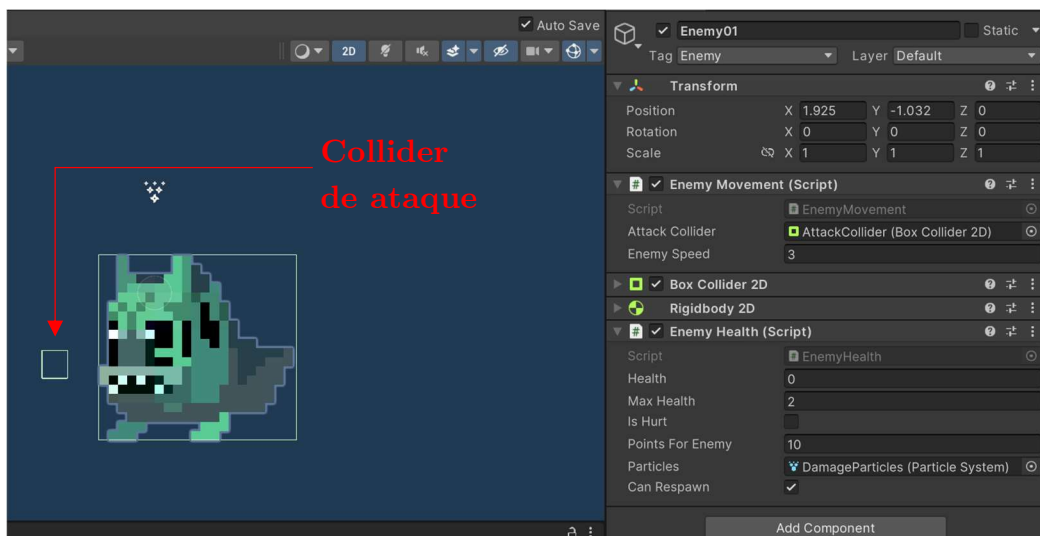 Auto Save
2D
Collider
de ataque
Enemy01
Static
Tag Enemy Layer Default
Transform
Position X 1.925 Y -1.032 Z 0
Rotation X 0 Y 0 Z 0
Scale X 1 Y 1 Z 1
# Enemy Movement (Script)
Script # EnemyMovement
Attack Collider AttackCollider (Box Collider 2D)
Enemy Speed 3
Box Collider 2D
Rigidbody 2D
# Enemy Health (Script)
Script # EnemyHealth
Health 0
Max Health 2
Is Hurt
Points For Enemy 10
Particles DamageParticles (Particle System)
Can Respawn
Add Component